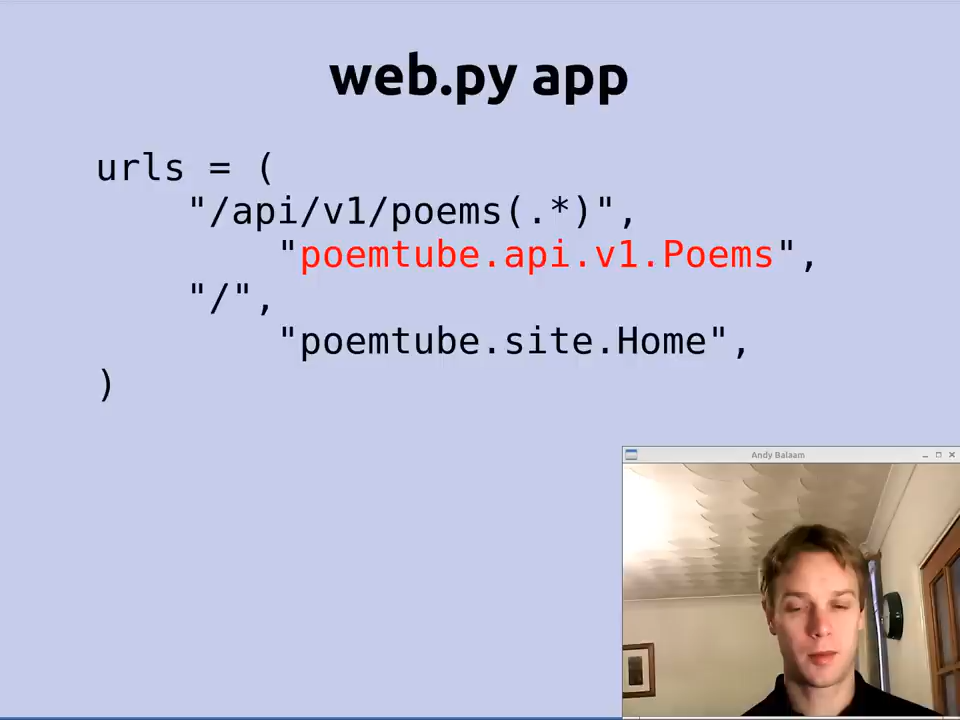 web.py app
urls = (
"/api/v1/poems(.*)",
"poemtube.api.v1.Poems",
"/",
"poemtube.site.Home",
)
Andy Balaam